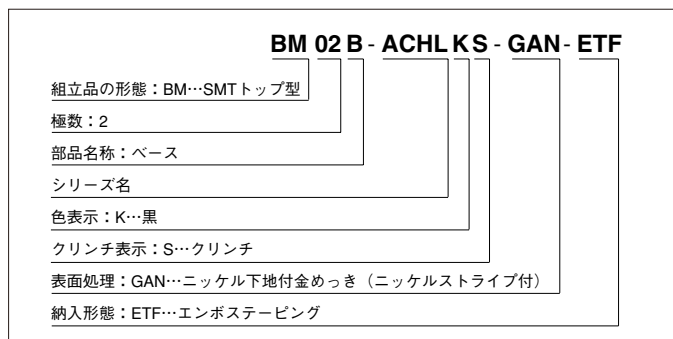 BM 02 B - ACHL K S - GAN - ETF
組立品の形態：BM…SMTトップ型
極数：2
部品名称：ベース
シリーズ名
色表示：K…黒
クリンチ表示：S…クリンチ
表面処理：GAN…ニッケル下地付金めっき（ニッケルストライプ付）
納入形態：ETF…エンボステーピング